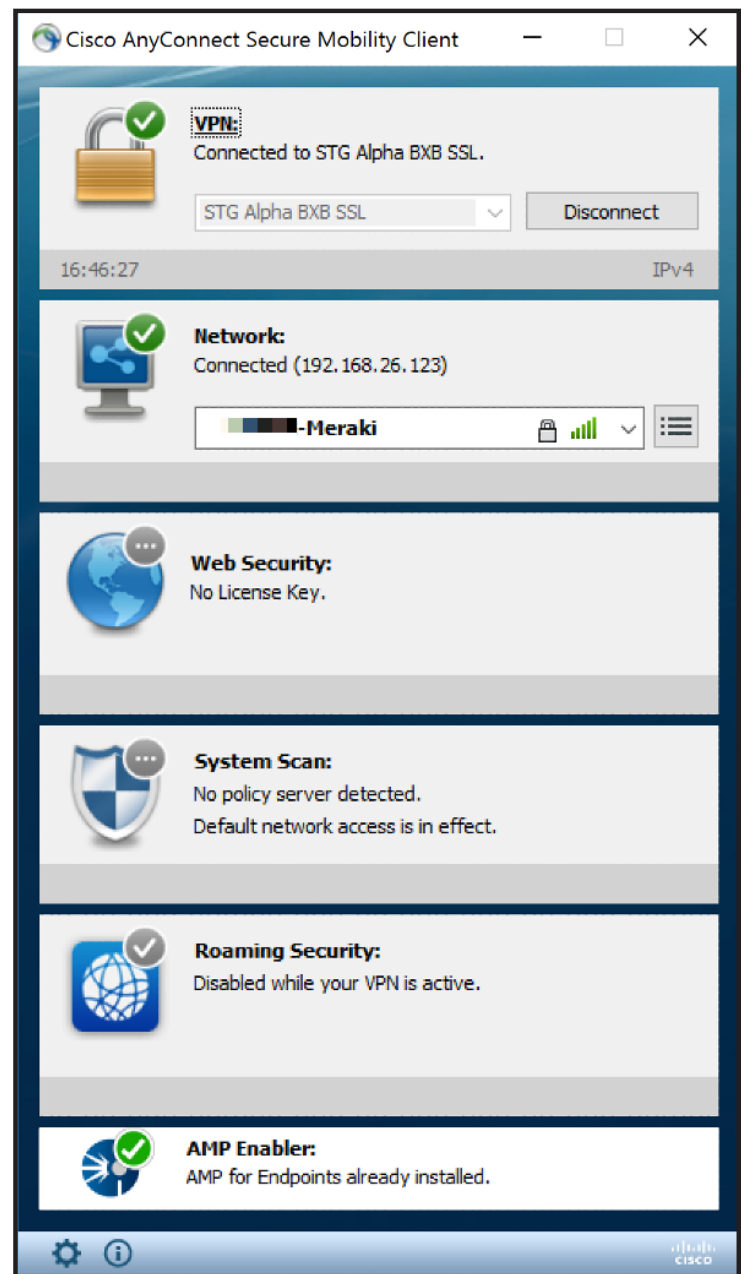 Cisco AnyConnect Secure Mobility Client
VPN:
Connected to STG Alpha BXB SSL.
STG Alpha BXB SSL
Disconnect
16:46:27
IPv4
Network:
Connected (192.168.26.123)
-Meraki
Web Security:
No License Key.
System Scan:
No policy server detected.
Default network access is in effect.
Roaming Security:
Disabled while your VPN is active.
AMP Enabler:
AMP for Endpoints already installed.
CISCO